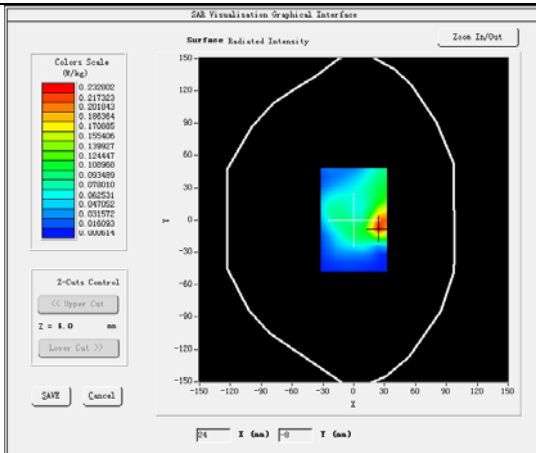 SAR Visualisation Graphical Interface
Surface Radiated Intensity
Zoom In/Out
Colors Scale
(W/kg)
0.232802
0.217323
0.201843
0.186364
0.170885
0.155406
0.139927
0.124447
0.108968
0.093489
0.078010
0.062531
0.047052
0.031572
0.016093
0.000614
Z-Cuts Control
<< Upper Cut
Z = 4.0 mm
Lower Cut >>
SAVE Cancel
150
120
90
60
30
0
-30
-60
-90
-120
-150
Y
-150 -120 -90 -60 -30 0 30 60 90 120 150
X
24 X (mm) -8 Y (mm)